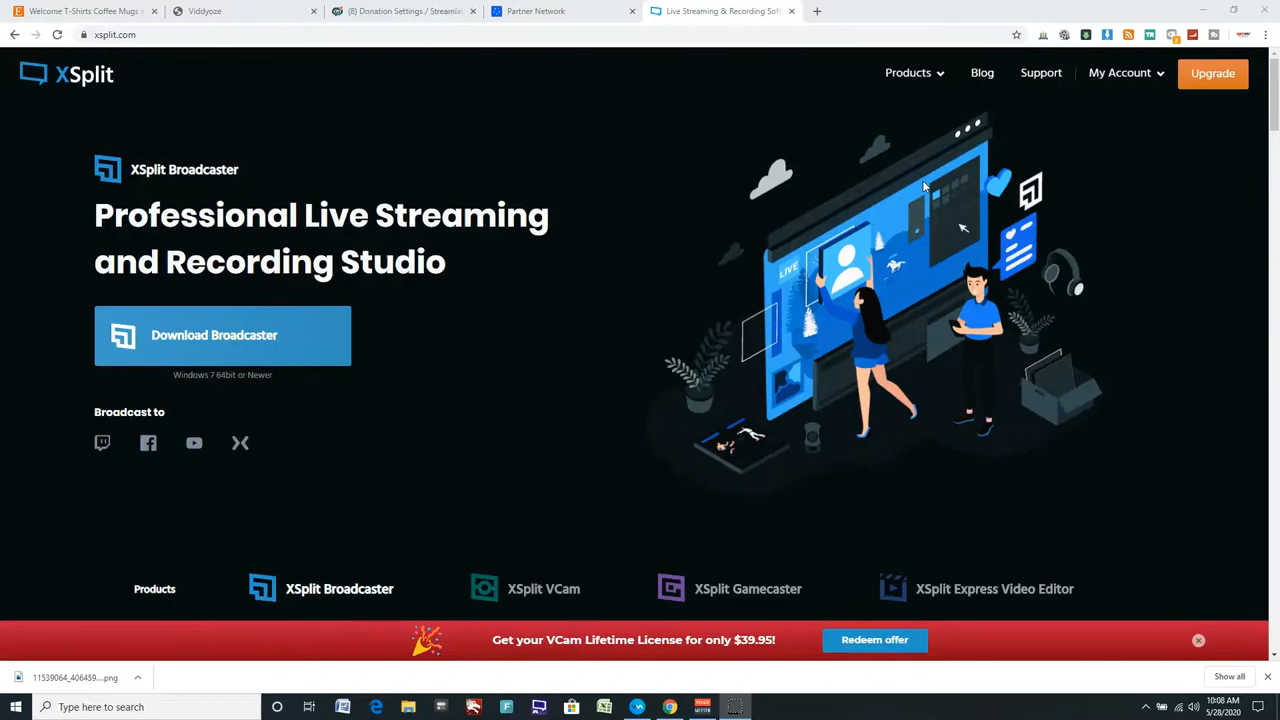 Welcome T-Shirts Coffee Mugs
Viddyoze
(8) Donation Settings / Streamla
Partner Network
Live Streaming & Recording Soft
xsplit.com
XSplit
Products
Blog
Support
My Account
Upgrade
XSplit Broadcaster
Professional Live Streaming
and Recording Studio
LIVE
Download Broadcaster
Windows 7 64bit or Newer
Broadcast to
Products
XSplit Broadcaster
XSplit VCam
XSplit Gamecaster
XSplit Express Video Editor
Get your VCam Lifetime License for only $39.95!
Redeem offer
11539064_406459....png
Show all
Type here to search
10:08 AM
5/28/2020